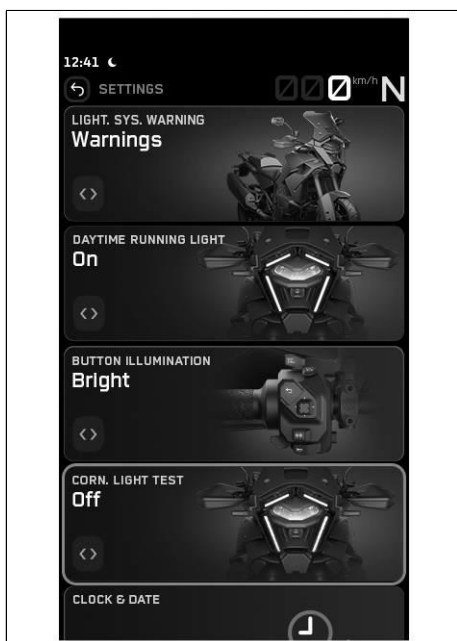 12:41
SETTINGS
000 km/h N
LIGHT. SYS. WARNING
Warnings
DAYTIME RUNNING LIGHT
On
BUTTON ILLUMINATION
Bright
CORN. LIGHT TEST
Off
CLOCK & DATE